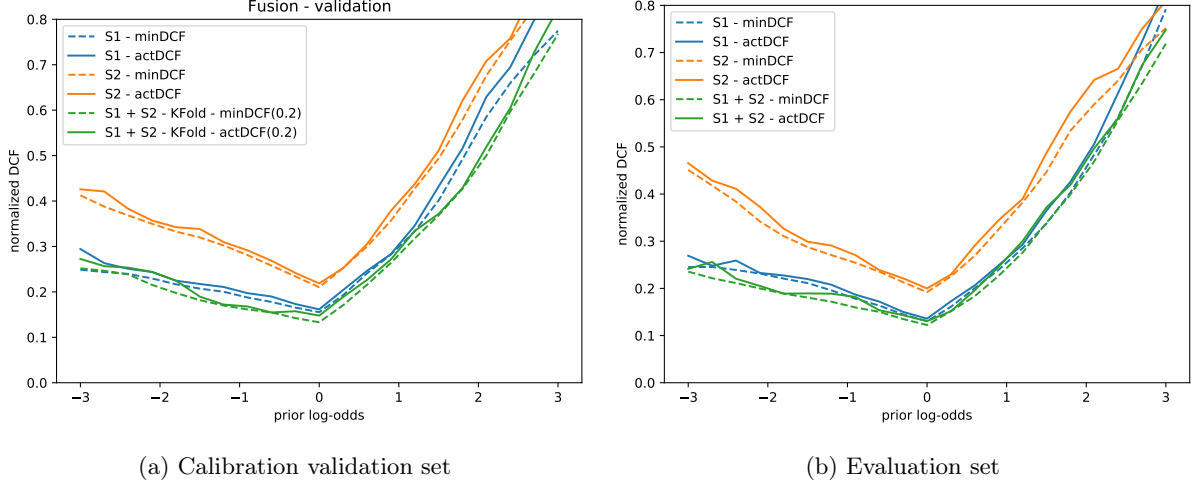 Fusion - validation
0.8
0.7
0.6
0.5
0.4
0.3
0.2
0.1
0.0
normalized DCF
S1 - minDCF
S1 - actDCF
S2 - minDCF
S2 - actDCF
S1 + S2 - KFold - minDCF(0.2)
S1 + S2 - KFold - actDCF(0.2)
−3 −2 −1 0 1 2 3
prior log-odds
(a) Calibration validation set
0.8
0.7
0.6
0.5
0.4
0.3
0.2
0.1
0.0
normalized DCF
S1 - minDCF
S1 - actDCF
S2 - minDCF
S2 - actDCF
S1 + S2 - minDCF
S1 + S2 - actDCF
−3 −2 −1 0 1 2 3
prior log-odds
(b) Evaluation set